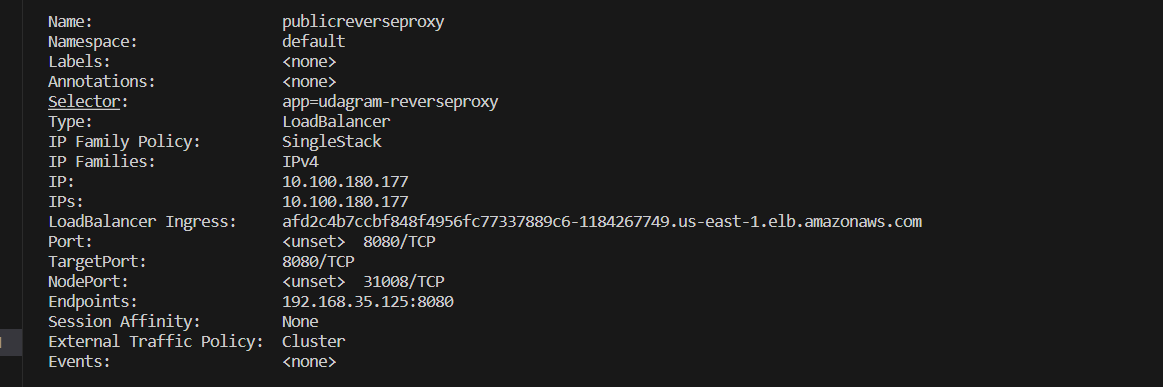 Name: publicreverseproxy
Namespace: default
Labels: <none>
Annotations: <none>
Selector: app=udagram-reverseproxy
Type: LoadBalancer
IP Family Policy: SingleStack
IP Families: IPv4
IP: 10.100.180.177
IPs: 10.100.180.177
LoadBalancer Ingress: afd2c4b7ccbf848f4956fc77337889c6-1184267749.us-east-1.elb.amazonaws.com
Port: <unset> 8080/TCP
TargetPort: 8080/TCP
NodePort: <unset> 31008/TCP
Endpoints: 192.168.35.125:8080
Session Affinity: None
External Traffic Policy: Cluster
Events: <none>